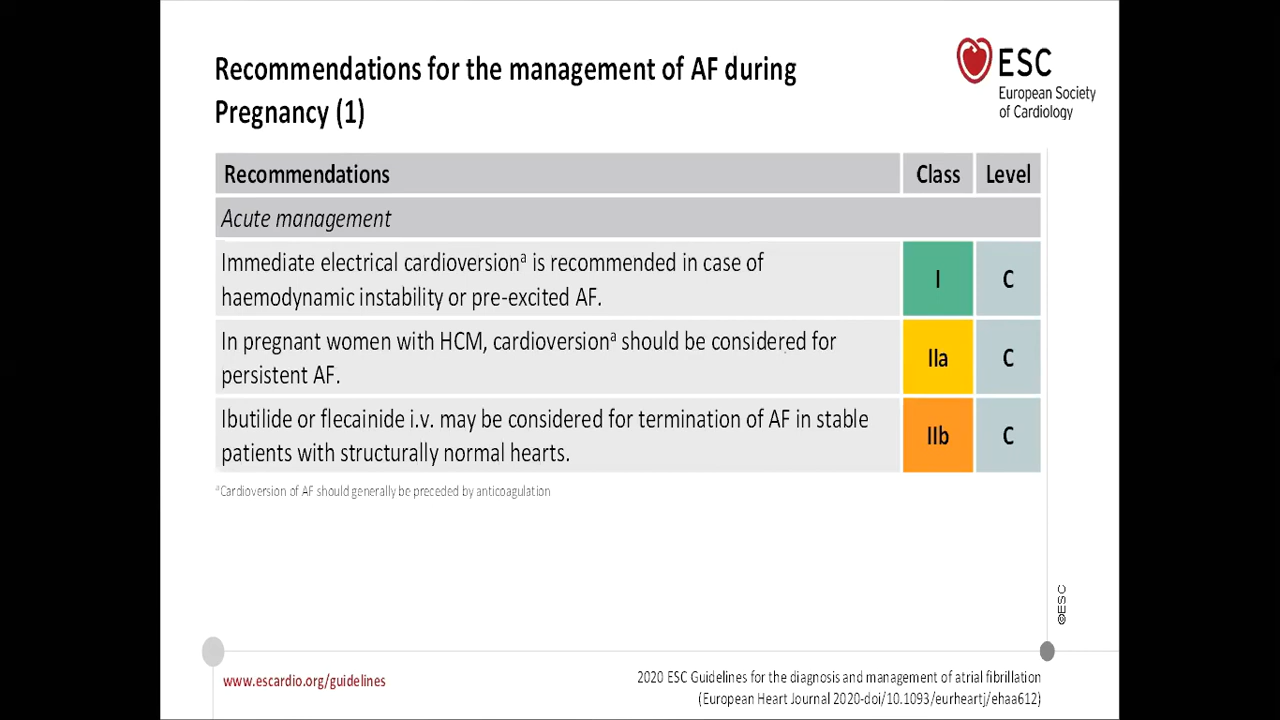 Recommendations for the management of AF during
Pregnancy (1)
ESC
European Society
of Cardiology
Recommendations Class Level
Acute management
Immediate electrical cardioversionª is recommended in case of
haemodynamic instability or pre-excited AF.
I C
In pregnant women with HCM, cardioversionª should be considered for
persistent AF.
IIa C
Ibutilide or flecainide i.v. may be considered for termination of AF in stable
patients with structurally normal hearts.
IIb C
ªCardioversion of AF should generally be preceded by anticoagulation
©ESC
www.escardio.org/guidelines
2020 ESC Guidelines for the diagnosis and management of atrial fibrillation
(European Heart Journal 2020-doi/10.1093/eurheartj/ehaa612)